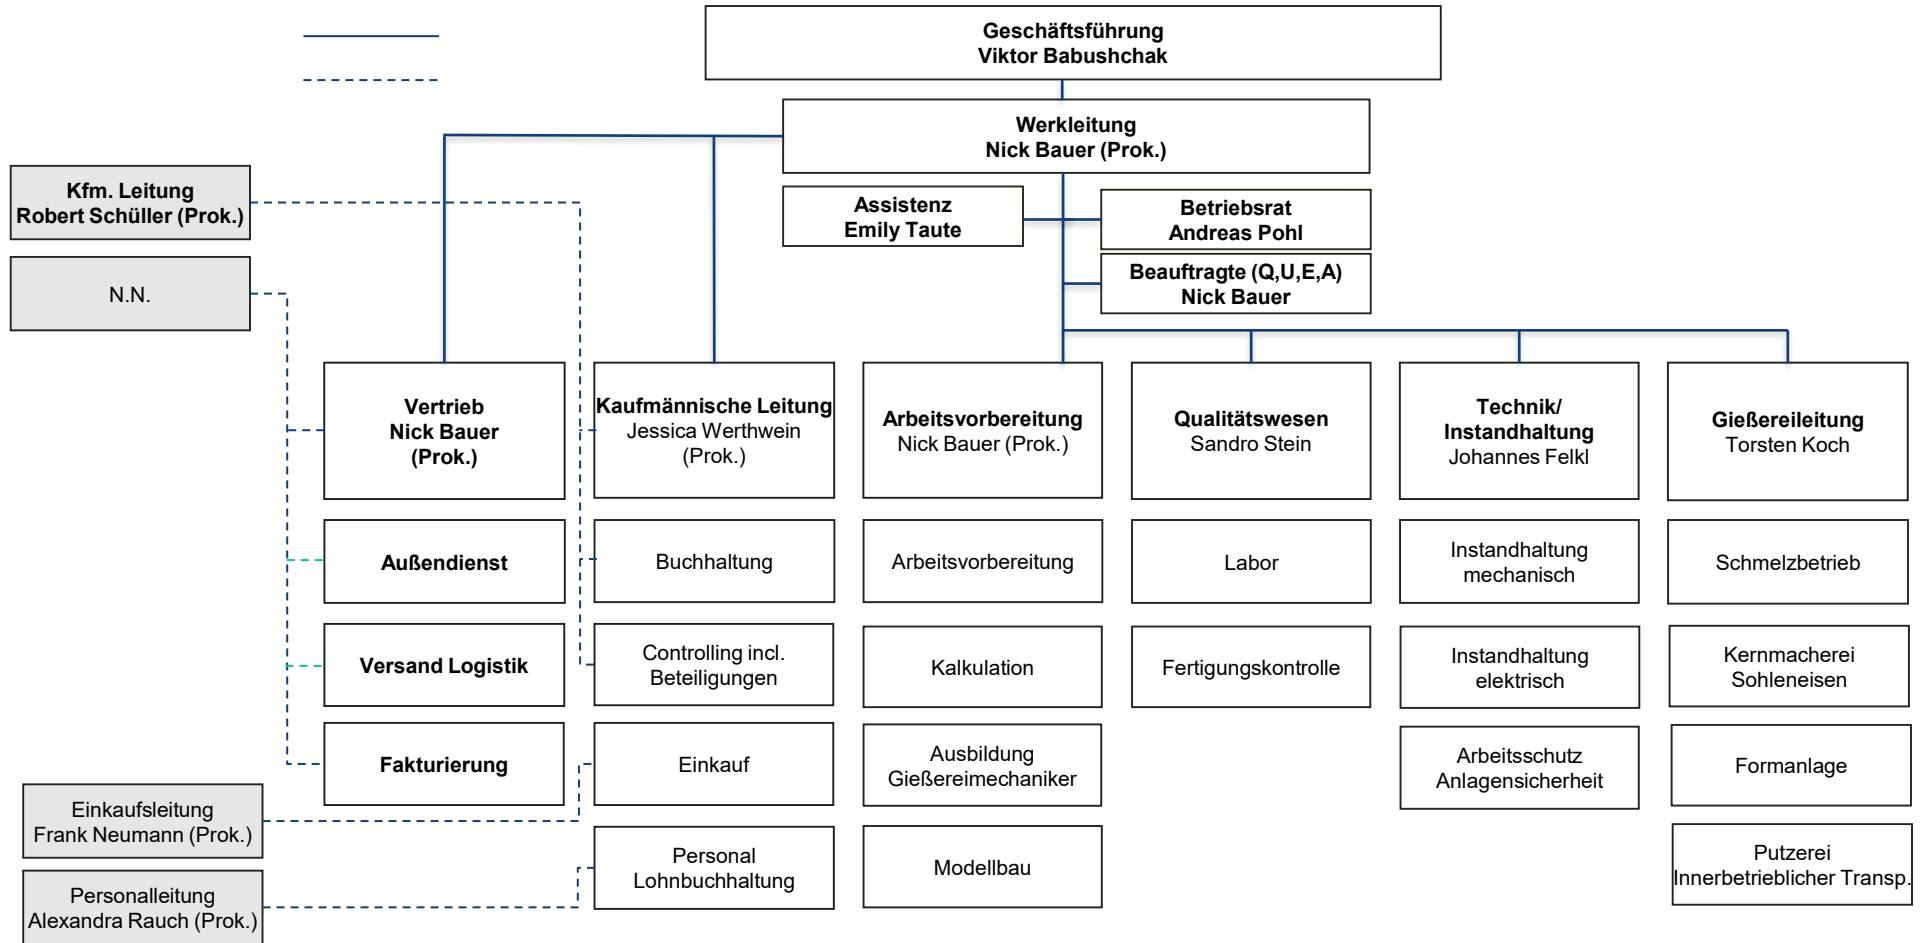 Geschäftsführung
Viktor Babushchak
Werkleitung
Nick Bauer (Prok.)
Kfm. Leitung
Robert Schüller (Prok.)
Assistenz
Emily Taute
Betriebsrat
Andreas Pohl
N.N.
Beauftragte (Q,U,E,A)
Nick Bauer
Vertrieb
Nick Bauer
(Prok.)
Kaufmännische Leitung
Jessica Werthwein
(Prok.)
Arbeitsvorbereitung
Nick Bauer (Prok.)
Qualitätswesen
Sandro Stein
Technik/
Instandhaltung
Johannes Felkl
Gießereileitung
Torsten Koch
Außendienst
Buchhaltung
Arbeitsvorbereitung
Labor
Instandhaltung
mechanisch
Schmelzbetrieb
Versand Logistik
Controlling incl.
Beteiligungen
Kalkulation
Fertigungskontrolle
Instandhaltung
elektrisch
Kernmacherei
Sohleneisen
Fakturierung
Einkauf
Ausbildung
Gießereimechaniker
Arbeitsschutz
Anlagensicherheit
Formanlage
Einkaufsleitung
Frank Neumann (Prok.)
Personal
Lohnbuchhaltung
Modellbau
Putzerei
Innerbetrieblicher Transp.
Personalleitung
Alexandra Rauch (Prok.)